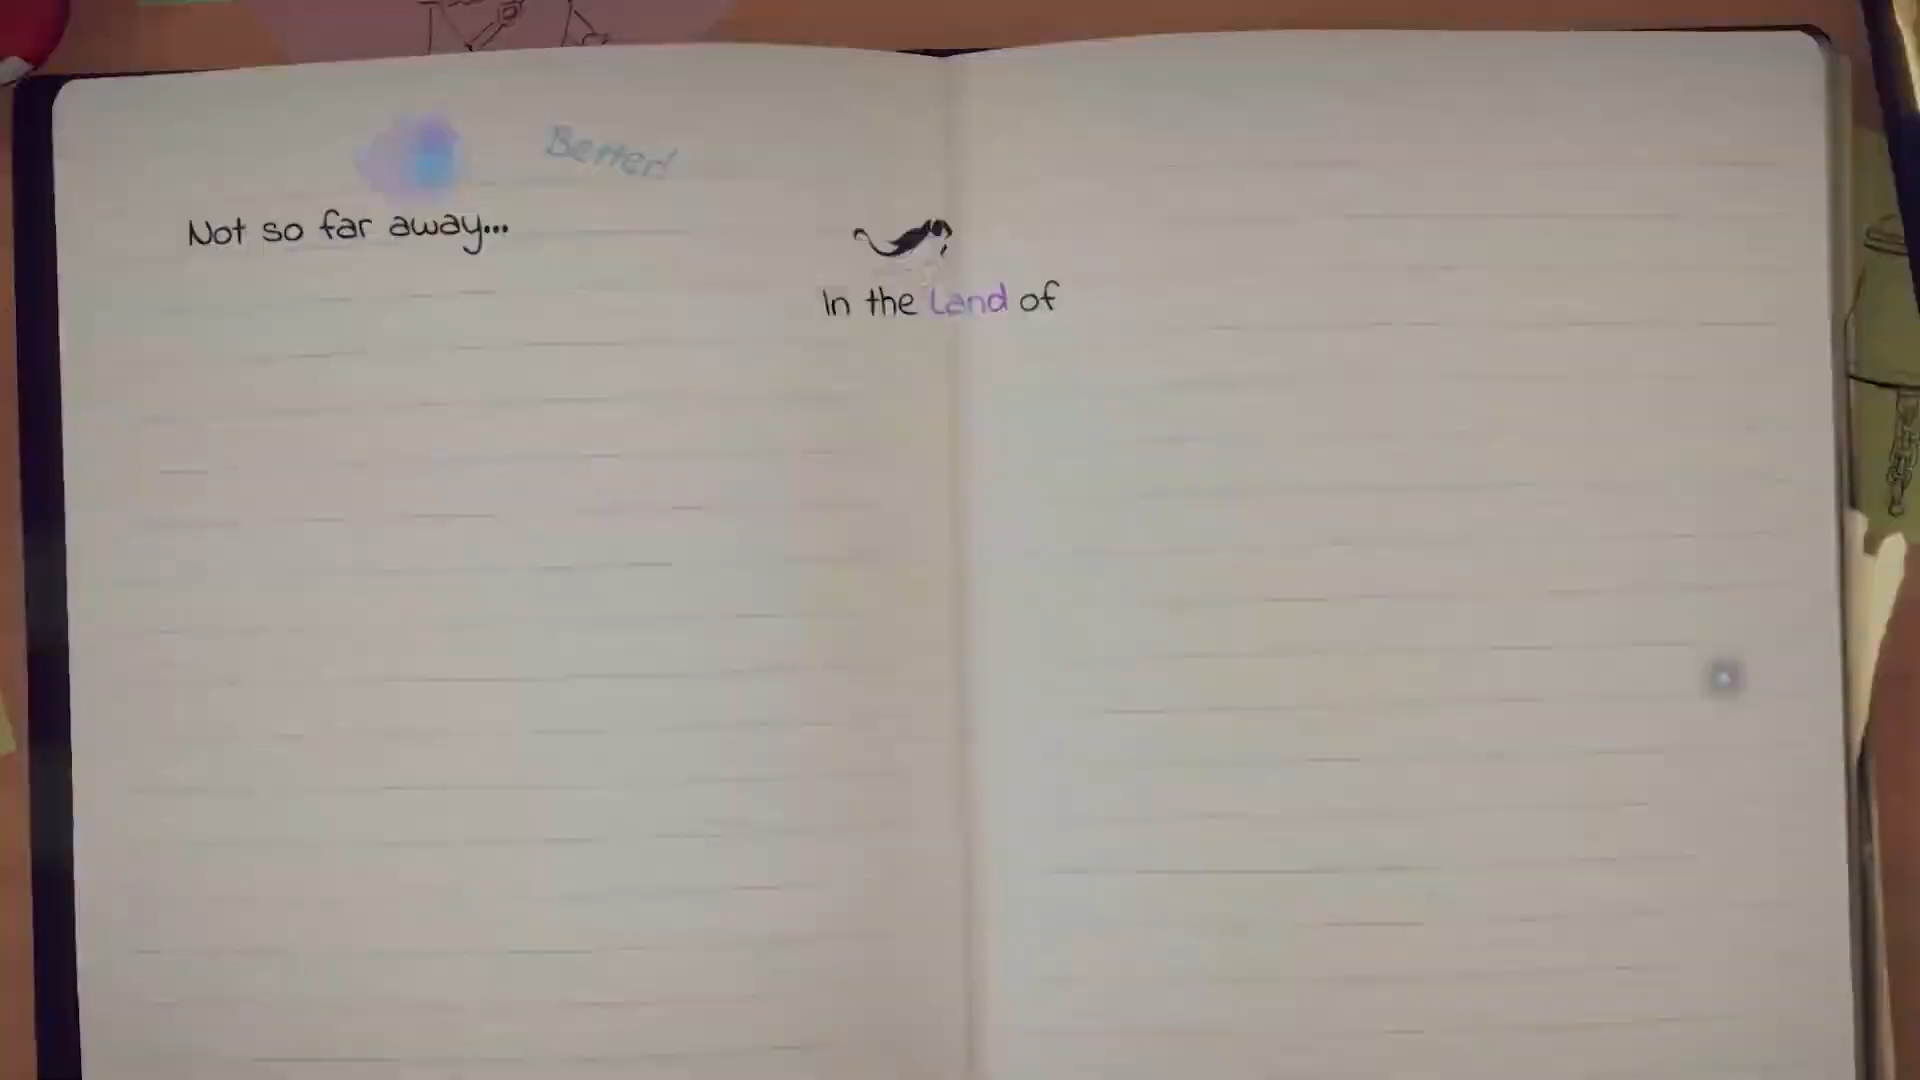 Better!
Not so far away...
In the Land of